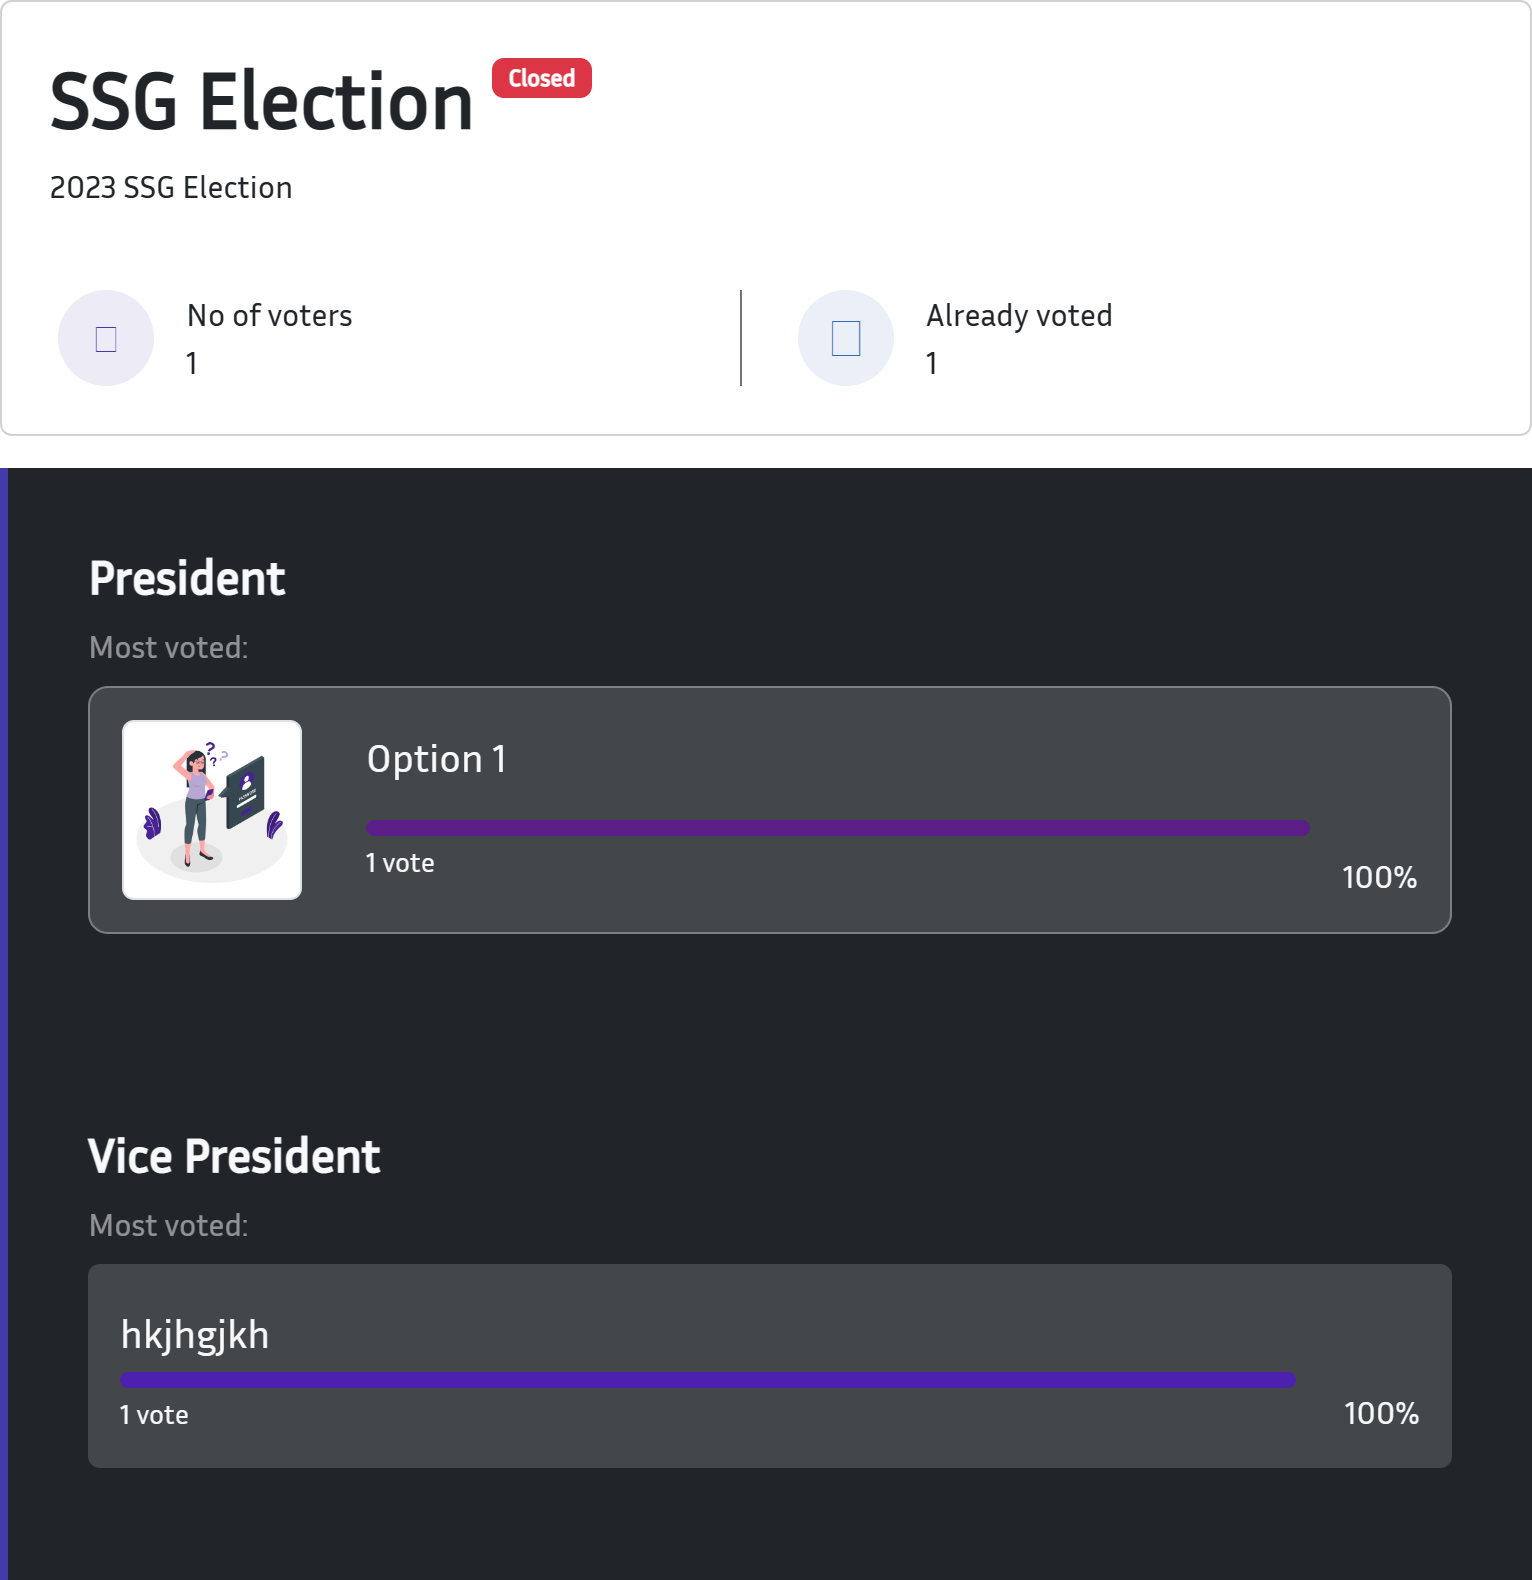 SSG Election
Closed
2023 SSG Election
No of voters
1
Already voted
1
President
Most voted:
? ? ? ?
Option 1
1 vote
100%
Vice President
Most voted:
hkjhgjkh
1 vote
100%